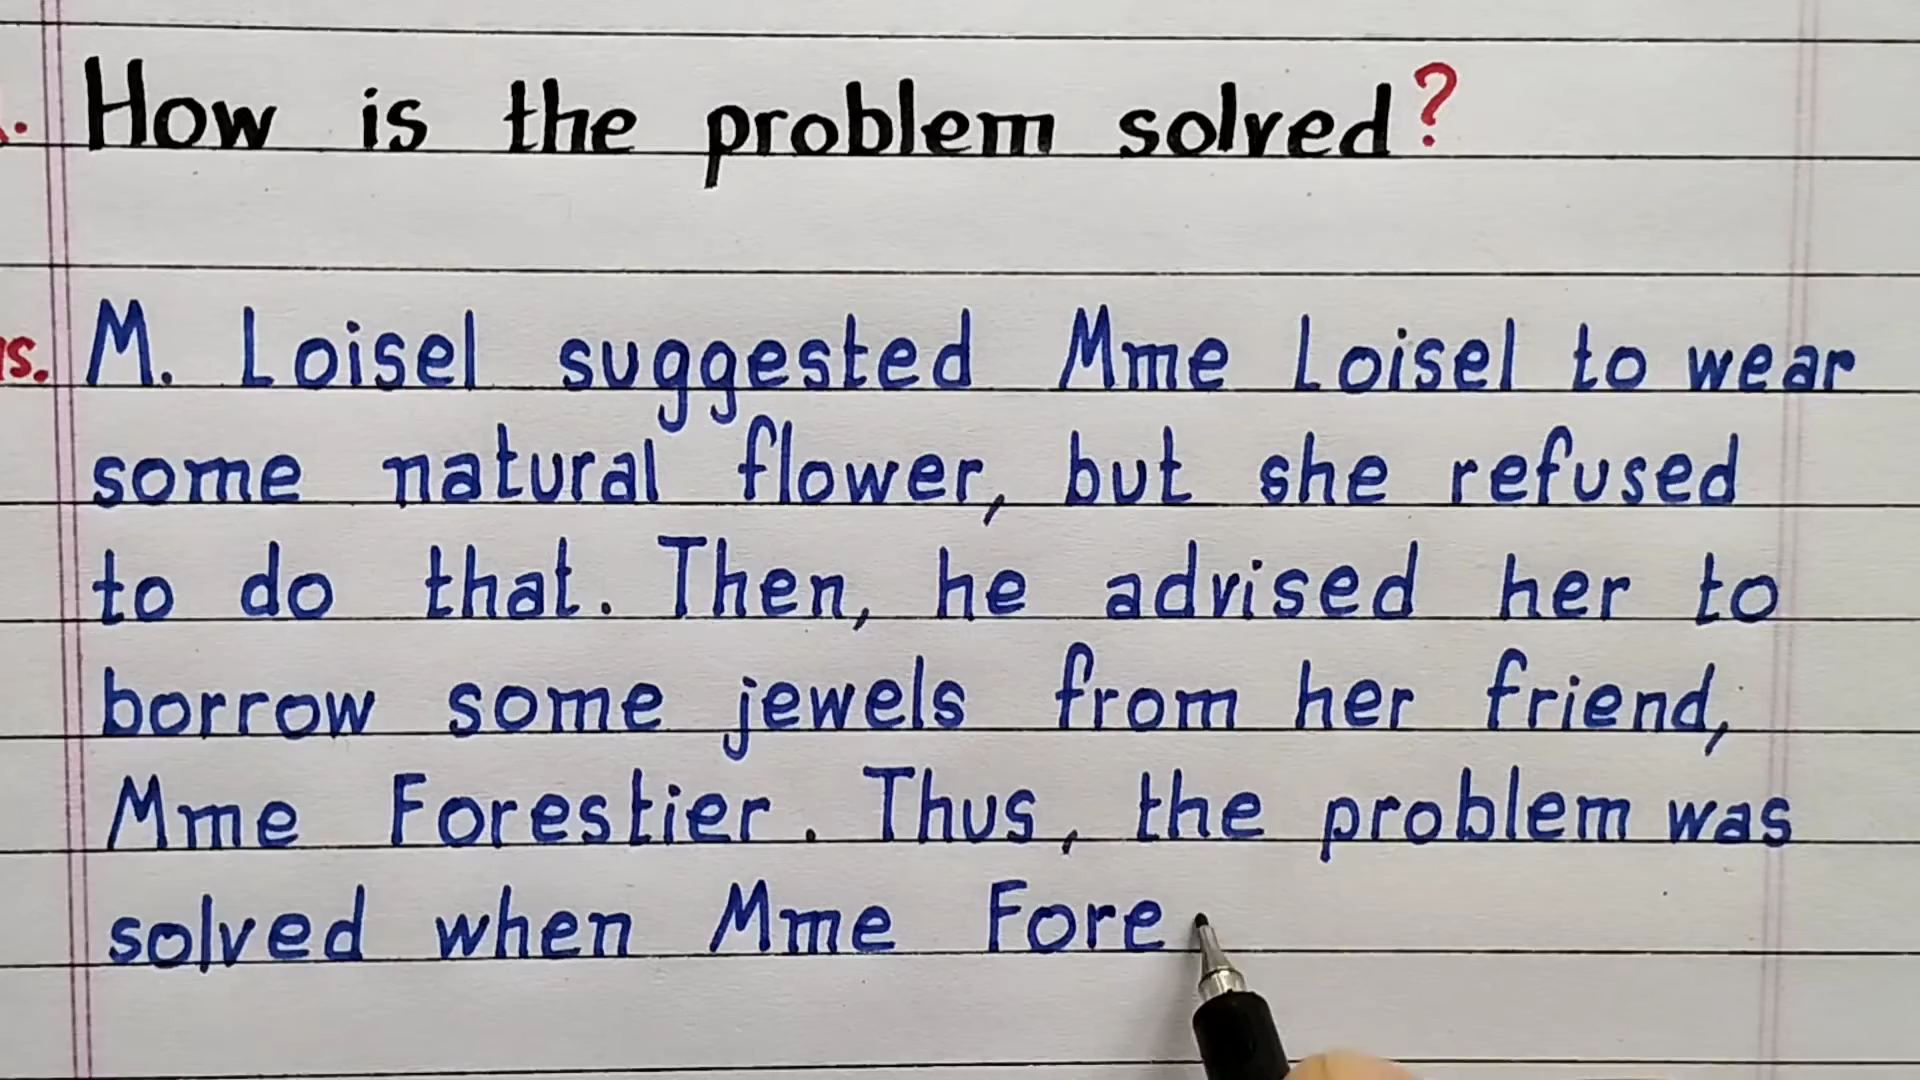 . How is the problem solved?
ns. M. Loisel suggested Mme Loisel to wear
some natural flower, but she refused
to do that. Then, he advised her to
borrow some jewels from her friend,
Mme Forestier. Thus, the problem was
solved when Mme Fore